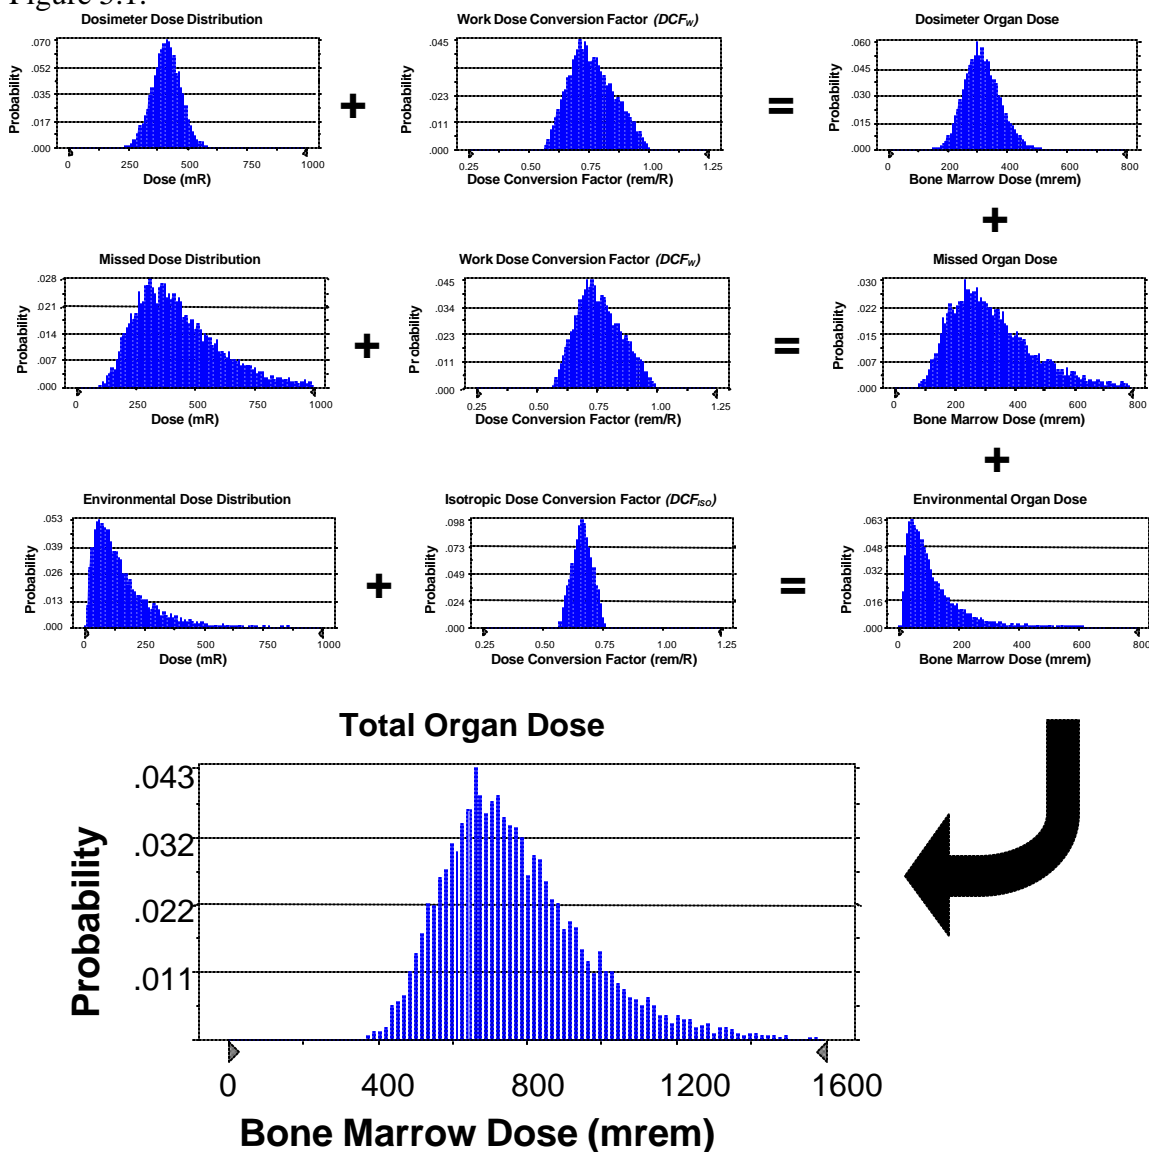 Figure 5.1.
Dosimeter Dose Distribution
Probability
.070
.052
.035
.017
.000
0 250 500 750 1000
Dose (mR)
+
Work Dose Conversion Factor (DCFW)
Probability
.045
.023
.011
.000
0.25 0.50 0.75 1.00 1.25
Dose Conversion Factor (rem/R)
=
Dosimeter Organ Dose
Probability
.060
.045
.030
.015
.000
0 200 400 600 800
Bone Marrow Dose (mrem)
+
Missed Dose Distribution
Probability
.028
.021
.014
.007
.000
0 250 500 750 1000
Dose (mR)
+
Work Dose Conversion Factor (DCFW)
Probability
.045
.034
.023
.011
.000
0.25 0.50 0.75 1.00 1.25
Dose Conversion Factor (rem/R)
=
Missed Organ Dose
Probability
.030
.022
.015
.007
.000
0 200 400 600 800
Bone Marrow Dose (mrem)
+
Environmental Dose Distribution
Probability
.053
.039
.026
.013
.000
0 250 500 750 1000
Dose (mR)
+
Isotropic Dose Conversion Factor (DCFISO)
Probability
.098
.073
.049
.024
.000
0.25 0.50 0.75 1.00 1.25
Dose Conversion Factor (rem/R)
=
Environmental Organ Dose
Probability
.063
.048
.032
.016
.000
0 200 400 600 800
Bone Marrow Dose (mrem)
Total Organ Dose
Probability
.043
.032
.022
.011
0 400 800 1200 1600
Bone Marrow Dose (mrem)